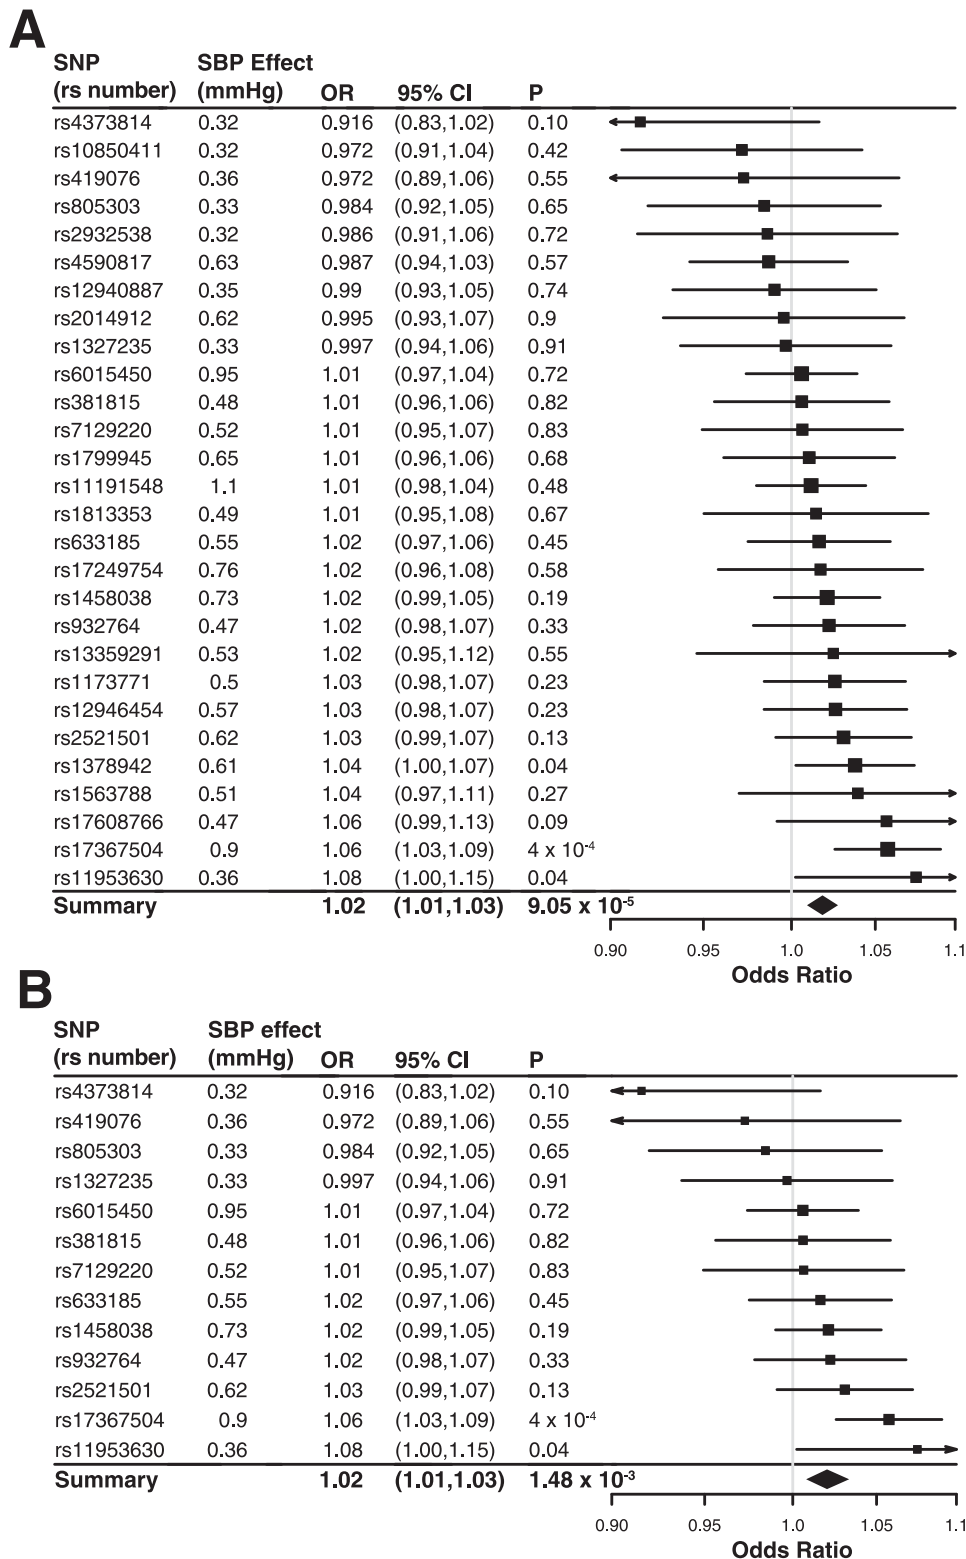 A
SNP SBP Effect
(rs number) (mmHg) OR 95% CI P
rs4373814 0.32 0.916 (0.83,1.02) 0.10
rs10850411 0.32 0.972 (0.91,1.04) 0.42
rs419076 0.36 0.972 (0.89,1.06) 0.55
rs805303 0.33 0.984 (0.92,1.05) 0.65
rs2932538 0.32 0.986 (0.91,1.06) 0.72
rs4590817 0.63 0.987 (0.94,1.03) 0.57
rs12940887 0.35 0.99 (0.93,1.05) 0.74
rs2014912 0.62 0.995 (0.93,1.07) 0.9
rs1327235 0.33 0.997 (0.94,1.06) 0.91
rs6015450 0.95 1.01 (0.97,1.04) 0.72
rs381815 0.48 1.01 (0.96,1.06) 0.82
rs7129220 0.52 1.01 (0.95,1.07) 0.83
rs1799945 0.65 1.01 (0.96,1.06) 0.68
rs11191548 1.1 1.01 (0.98,1.04) 0.48
rs1813353 0.49 1.01 (0.95,1.08) 0.67
rs633185 0.55 1.02 (0.97,1.06) 0.45
rs17249754 0.76 1.02 (0.96,1.08) 0.58
rs1458038 0.73 1.02 (0.99,1.05) 0.19
rs932764 0.47 1.02 (0.98,1.07) 0.33
rs13359291 0.53 1.02 (0.95,1.12) 0.55
rs1173771 0.5 1.03 (0.98,1.07) 0.23
rs12946454 0.57 1.03 (0.98,1.07) 0.23
rs2521501 0.62 1.03 (0.99,1.07) 0.13
rs1378942 0.61 1.04 (1.00,1.07) 0.04
rs1563788 0.51 1.04 (0.97,1.11) 0.27
rs17608766 0.47 1.06 (0.99,1.13) 0.09
rs17367504 0.9 1.06 (1.03,1.09) 4 x 10⁻⁴
rs11953630 0.36 1.08 (1.00,1.15) 0.04
Summary 1.02 (1.01,1.03) 9.05 x 10⁻⁵
0.90 0.95 1.0 1.05 1.1
Odds Ratio
B
SNP SBP effect
(rs number) (mmHg) OR 95% CI P
rs4373814 0.32 0.916 (0.83,1.02) 0.10
rs419076 0.36 0.972 (0.89,1.06) 0.55
rs805303 0.33 0.984 (0.92,1.05) 0.65
rs1327235 0.33 0.997 (0.94,1.06) 0.91
rs6015450 0.95 1.01 (0.97,1.04) 0.72
rs381815 0.48 1.01 (0.96,1.06) 0.82
rs7129220 0.52 1.01 (0.95,1.07) 0.83
rs633185 0.55 1.02 (0.97,1.06) 0.45
rs1458038 0.73 1.02 (0.99,1.05) 0.19
rs932764 0.47 1.02 (0.98,1.07) 0.33
rs2521501 0.62 1.03 (0.99,1.07) 0.13
rs17367504 0.9 1.06 (1.03,1.09) 4 x 10⁻⁴
rs11953630 0.36 1.08 (1.00,1.15) 0.04
Summary 1.02 (1.01,1.03) 1.48 x 10⁻³
0.90 0.95 1.0 1.05 1.1
Odds Ratio